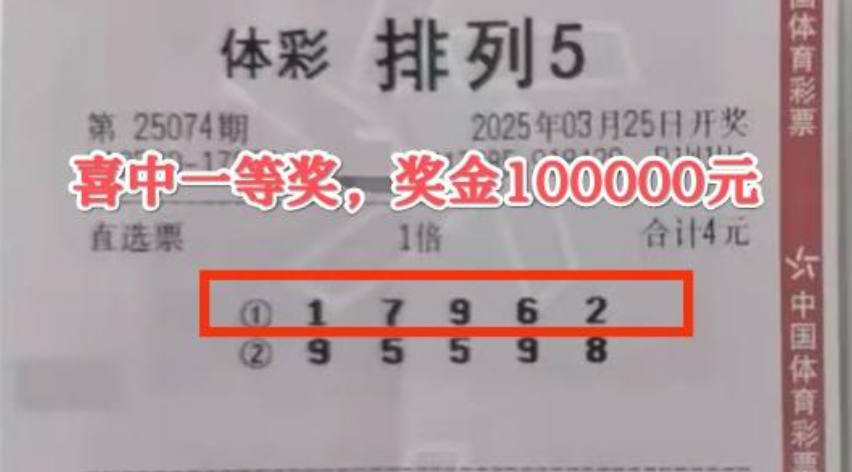 体彩 排列5
第 25074期 2025年03月25日开奖
喜中一等奖，奖金100000元
直选票 1倍 合计4元
① 1 7 9 6 2
② 9 5 5 9 8
国体育彩票
中国体育彩票